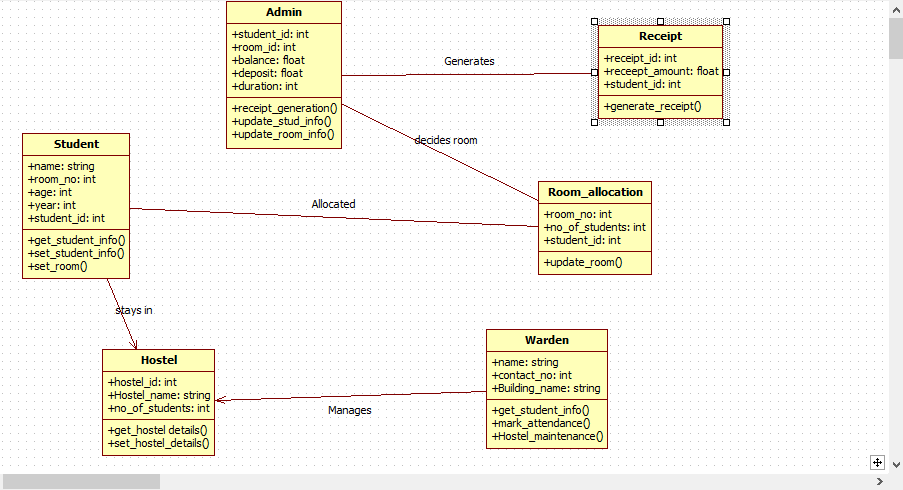 Admin
+student_id: int
+room_id: int
+balance: float
+deposit: float
+duration: int
+receipt_generation()
+update_stud_info()
+update_room_info()
Generates
Receipt
+receipt_id: int
+receept_amount: float
+student_id: int
+generate_receipt()
decides room
Student
+name: string
+room_no: int
+age: int
+year: int
+student_id: int
+get_student_info()
+set_student_info()
+set_room()
Allocated
Room_allocation
+room_no: int
+no_of_students: int
+student_id: int
+update_room()
stays in
Hostel
+hostel_id: int
+Hostel_name: string
+no_of_students: int
+get_hostel details()
+set_hostel_details()
Manages
Warden
+name: string
+contact_no: int
+Building_name: string
+get_student_info()
+mark_attendance()
+Hostel_maintenance()